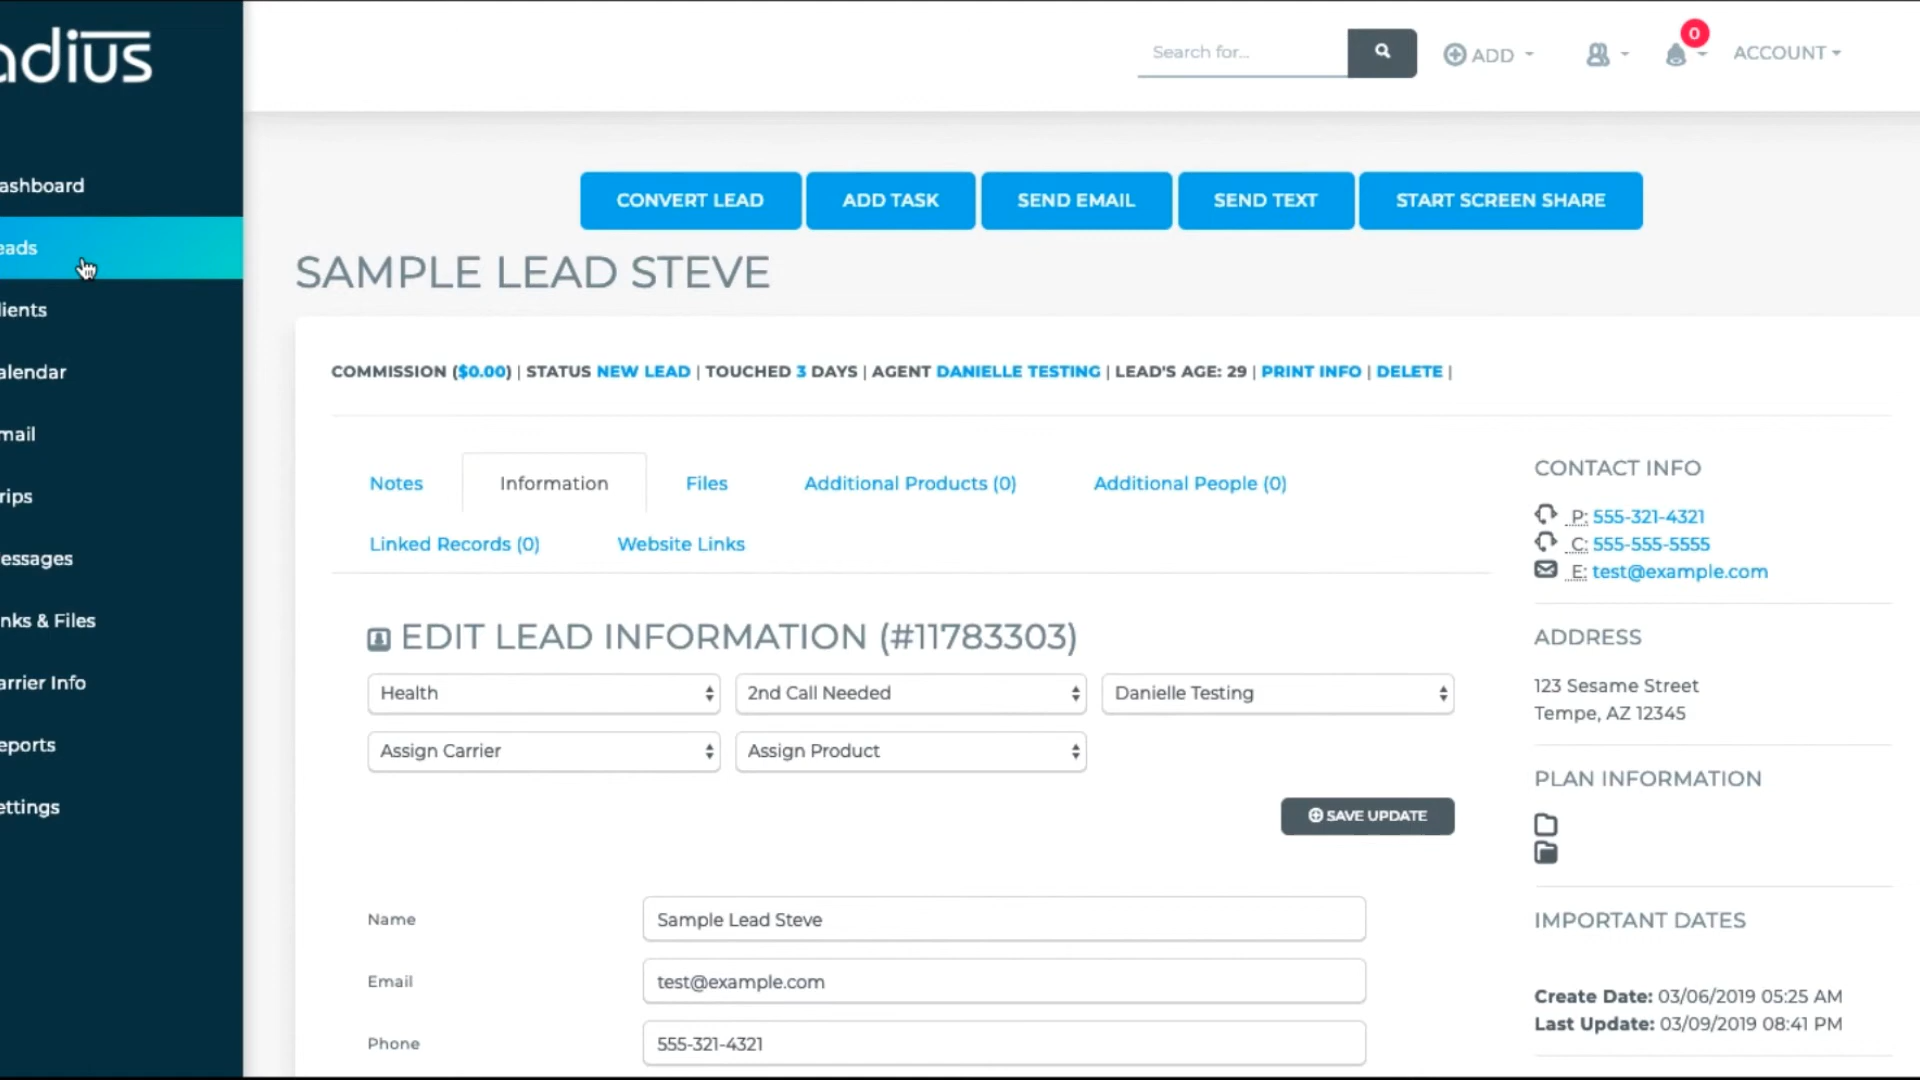 adius
Search for...
ADD
0
ACCOUNT
ashboard
eads
lients
alendar
mail
rips
essages
nks & Files
arrier Info
eports
ettings
CONVERT LEAD
ADD TASK
SEND EMAIL
SEND TEXT
START SCREEN SHARE
SAMPLE LEAD STEVE
COMMISSION ($0.00) | STATUS NEW LEAD | TOUCHED 3 DAYS | AGENT DANIELLE TESTING | LEAD'S AGE: 29 | PRINT INFO | DELETE |
Notes
Information
Files
Additional Products (0)
Additional People (0)
Linked Records (0)
Website Links
EDIT LEAD INFORMATION (#11783303)
Health
2nd Call Needed
Danielle Testing
Assign Carrier
Assign Product
SAVE UPDATE
Name
Sample Lead Steve
Email
test@example.com
Phone
555-321-4321
CONTACT INFO
P: 555-321-4321
C: 555-555-5555
E: test@example.com
ADDRESS
123 Sesame Street
Tempe, AZ 12345
PLAN INFORMATION
IMPORTANT DATES
Create Date: 03/06/2019 05:25 AM
Last Update: 03/09/2019 08:41 PM